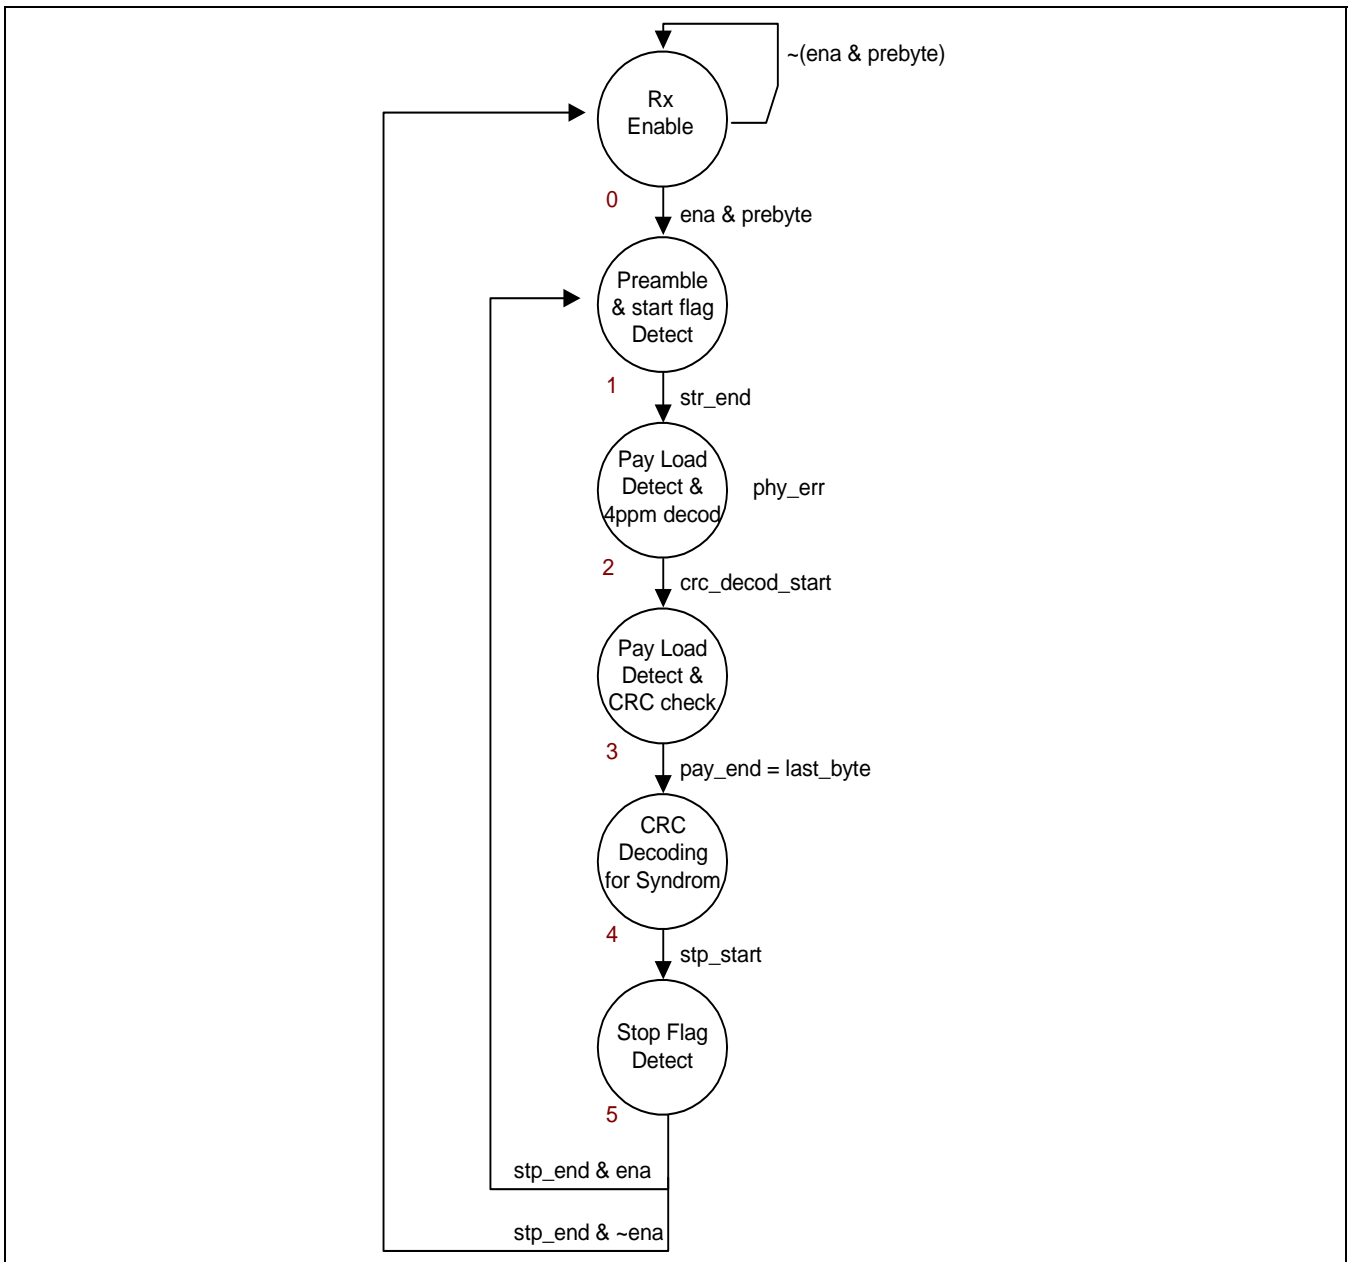 ~(ena & prebyte)
Rx
Enable
0
ena & prebyte
Preamble
& start flag
Detect
1
str_end
Pay Load
Detect &
4ppm decod
phy_err
2
crc_decod_start
Pay Load
Detect &
CRC check
3
pay_end = last_byte
CRC
Decoding
for Syndrom
4
stp_start
Stop Flag
Detect
5
stp_end & ena
stp_end & ~ena